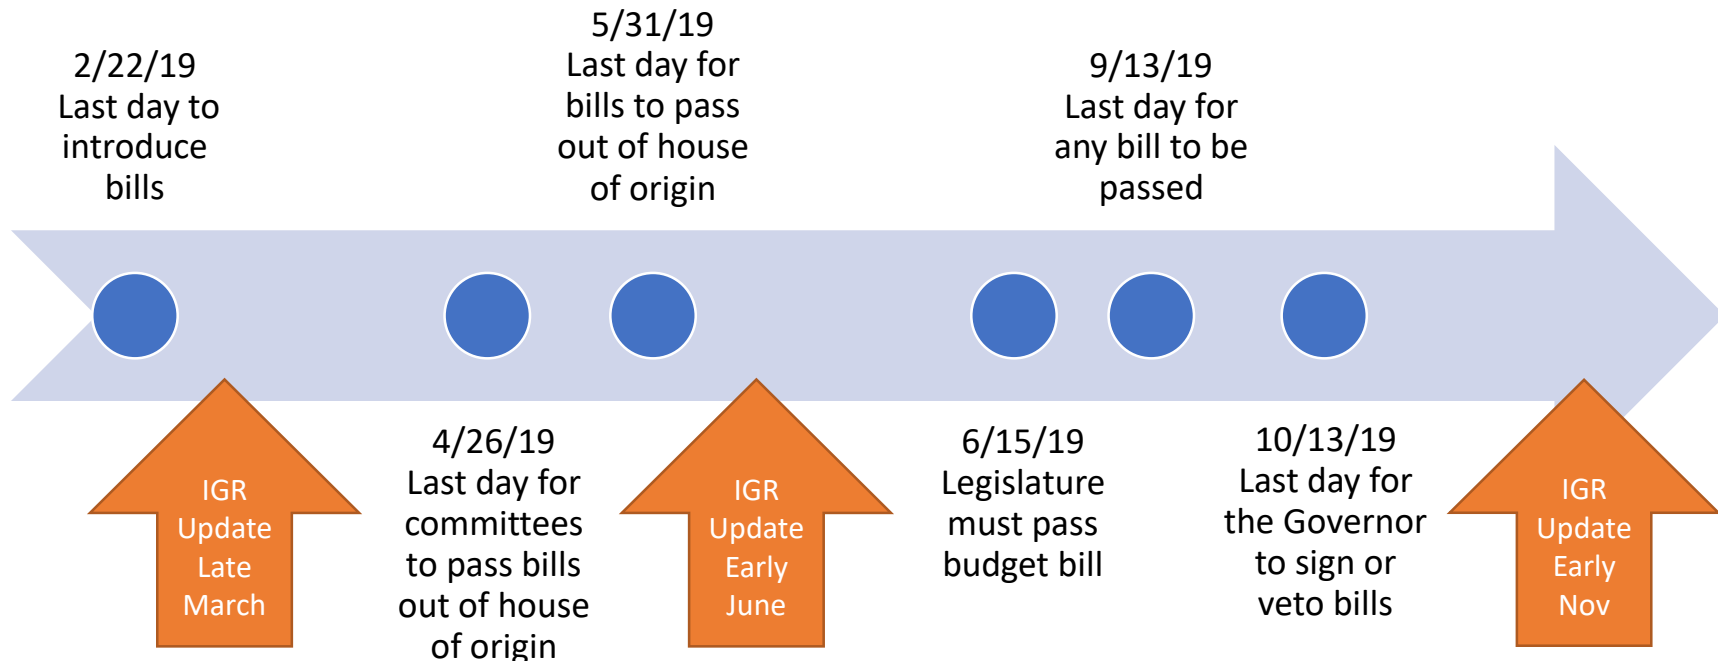 2/22/19
Last day to
introduce
bills
5/31/19
Last day for
bills to pass
out of house
of origin
9/13/19
Last day for
any bill to be
passed
IGR
Update
Late
March
4/26/19
Last day for
committees
to pass bills
out of house
of origin
IGR
Update
Early
June
6/15/19
Legislature
must pass
budget bill
10/13/19
Last day for
the Governor
to sign or
veto bills
IGR
Update
Early
Nov